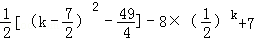 1/2[ (k-7/2)^2 - 49/4 ] - 8× (1/2)^k +7